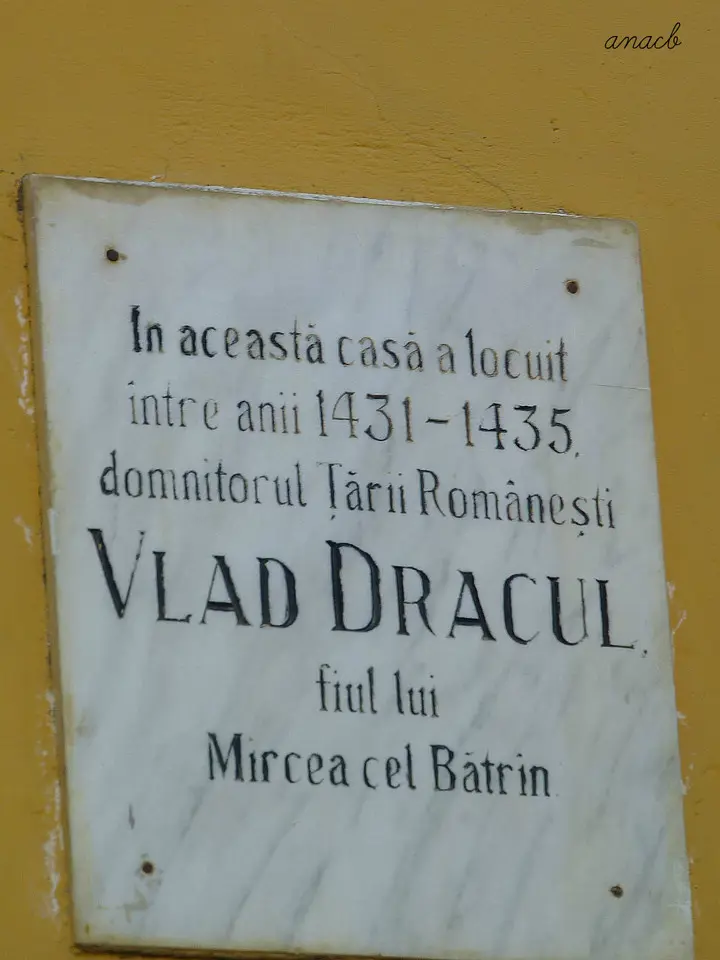 anacb
In această casă a locuit
între anii 1431-1435,
domnitorul Țării Românești
VLAD DRACUL,
fiul lui
Mircea cel Bătrîn